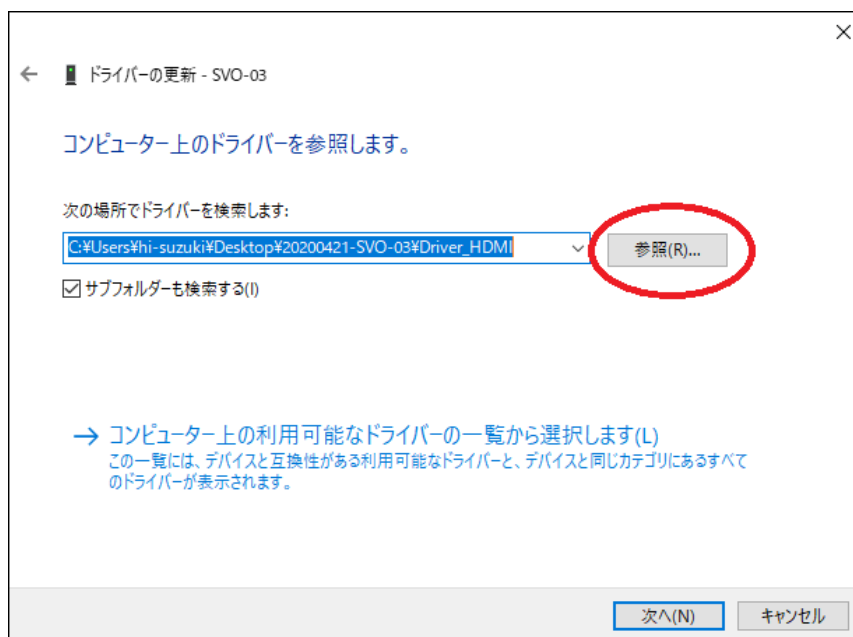 ドライバーの更新 - SVO-03
コンピューター上のドライバーを参照します。
次の場所でドライバーを検索します:
C:¥Users¥hi-suzuki¥Desktop¥20200421-SVO-03¥Driver_HDMI
参照(R)...
サブフォルダーも検索する(I)
→ コンピューター上の利用可能なドライバーの一覧から選択します(L)
この一覧には、デバイスと互換性がある利用可能なドライバーと、デバイスと同じカテゴリにあるすべて
のドライバーが表示されます。
次へ(N)
キャンセル